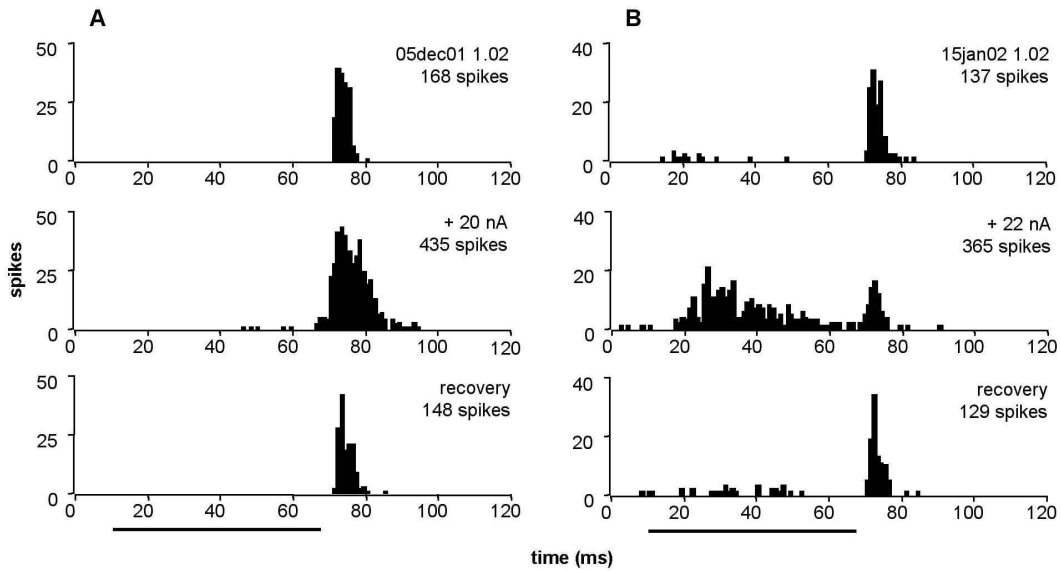 A
B
50
25
0
05dec01 1.02
168 spikes
0 20 40 60 80 100 120
40
20
0
15jan02 1.02
137 spikes
0 20 40 60 80 100 120
spikes
50
25
0
+ 20 nA
435 spikes
0 20 40 60 80 100 120
40
20
0
+ 22 nA
365 spikes
0 20 40 60 80 100 120
50
25
0
recovery
148 spikes
0 20 40 60 80 100 120
40
20
0
recovery
129 spikes
0 20 40 60 80 100 120
time (ms)